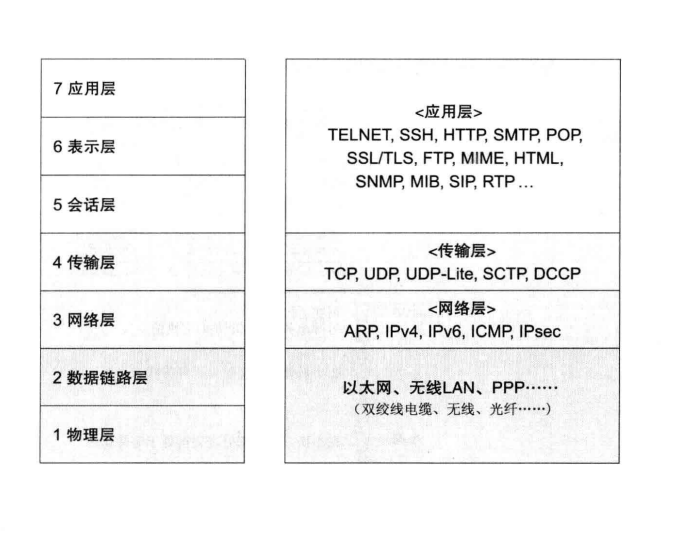 7 应用层
6 表示层
5 会话层
4 传输层
3 网络层
2 数据链路层
1 物理层
<应用层>
TELNET, SSH, HTTP, SMTP, POP,
SSL/TLS, FTP, MIME, HTML,
SNMP, MIB, SIP, RTP ...
<传输层>
TCP, UDP, UDP-Lite, SCTP, DCCP
<网络层>
ARP, IPv4, IPv6, ICMP, IPsec
以太网、无线LAN、PPP……
（双绞线电缆、无线、光纤……）